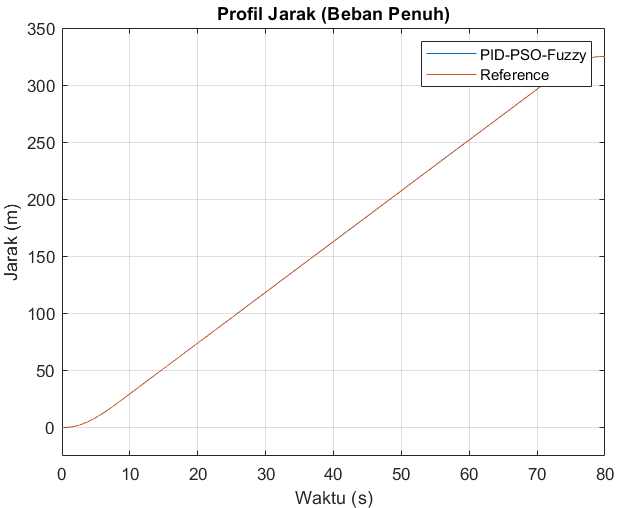 Profil Jarak (Beban Penuh)
PID-PSO-Fuzzy
Reference
350
300
250
200
150
100
50
0
Jarak (m)
0 10 20 30 40 50 60 70 80
Waktu (s)